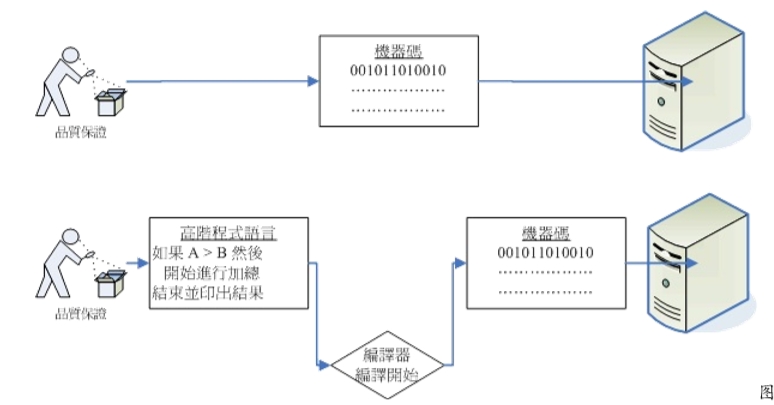 機器碼
001011010010
..................
..................
品質保證
高階程式語言
如果 A > B 然後
開始進行加總
結束並印出結果
機器碼
001011010010
..................
..................
品質保證
編譯器
編譯開始
图